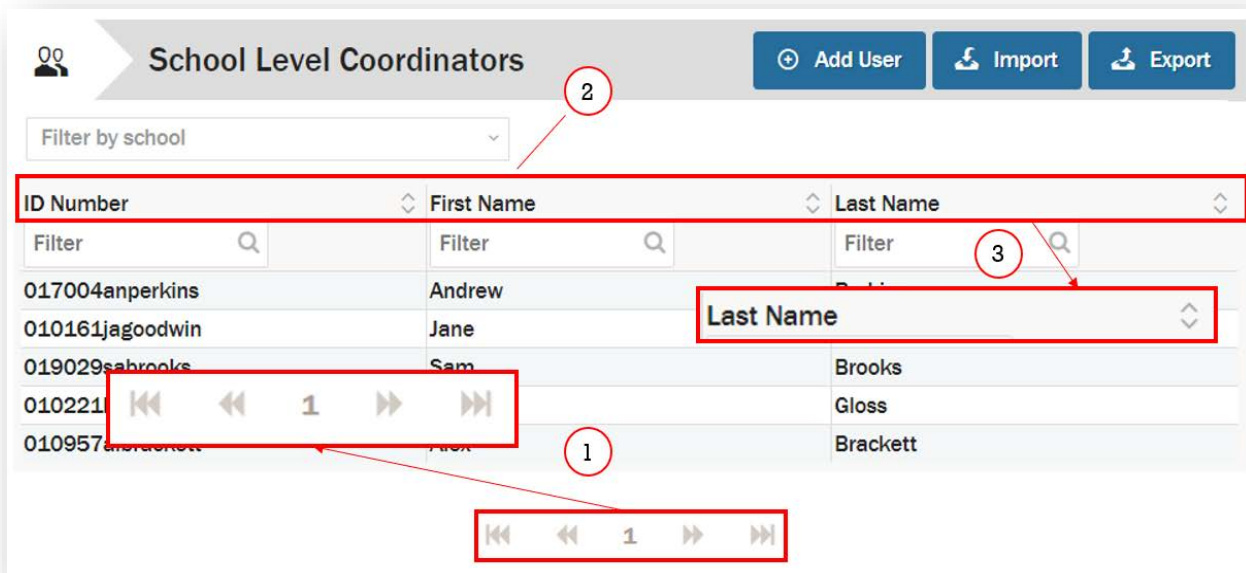 School Level Coordinators
Add User
Import
Export
2
Filter by school
ID Number
First Name
Last Name
Filter
Filter
Filter
3
017004anperkins
Andrew
010161jagoodwin
Jane
Last Name
019029sabrooks
Sam
Brooks
1
Gloss
Alex
Brackett
1
1